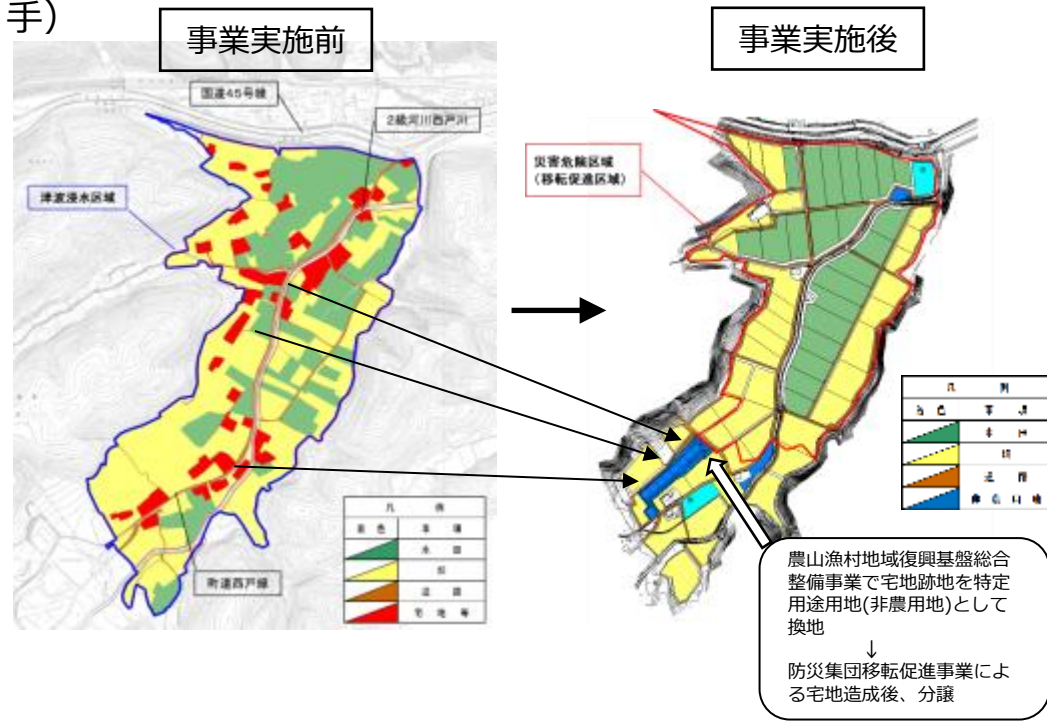 手）
事業実施前
事業実施後
国道45号線
2級河川西戸川
津波浸水区域
災害危険区域
（移転促進区域）
町道西戸線
凡 例
着 色 事 項
水 田
畑
道 路
宅 地 等
凡 例
着 色 事 項
水 田
畑
道 路
農山漁村地域復興基盤総合
整備事業で宅地跡地を特定
用途用地(非農用地)として
換地
↓
防災集団移転促進事業によ
る宅地造成後、分譲